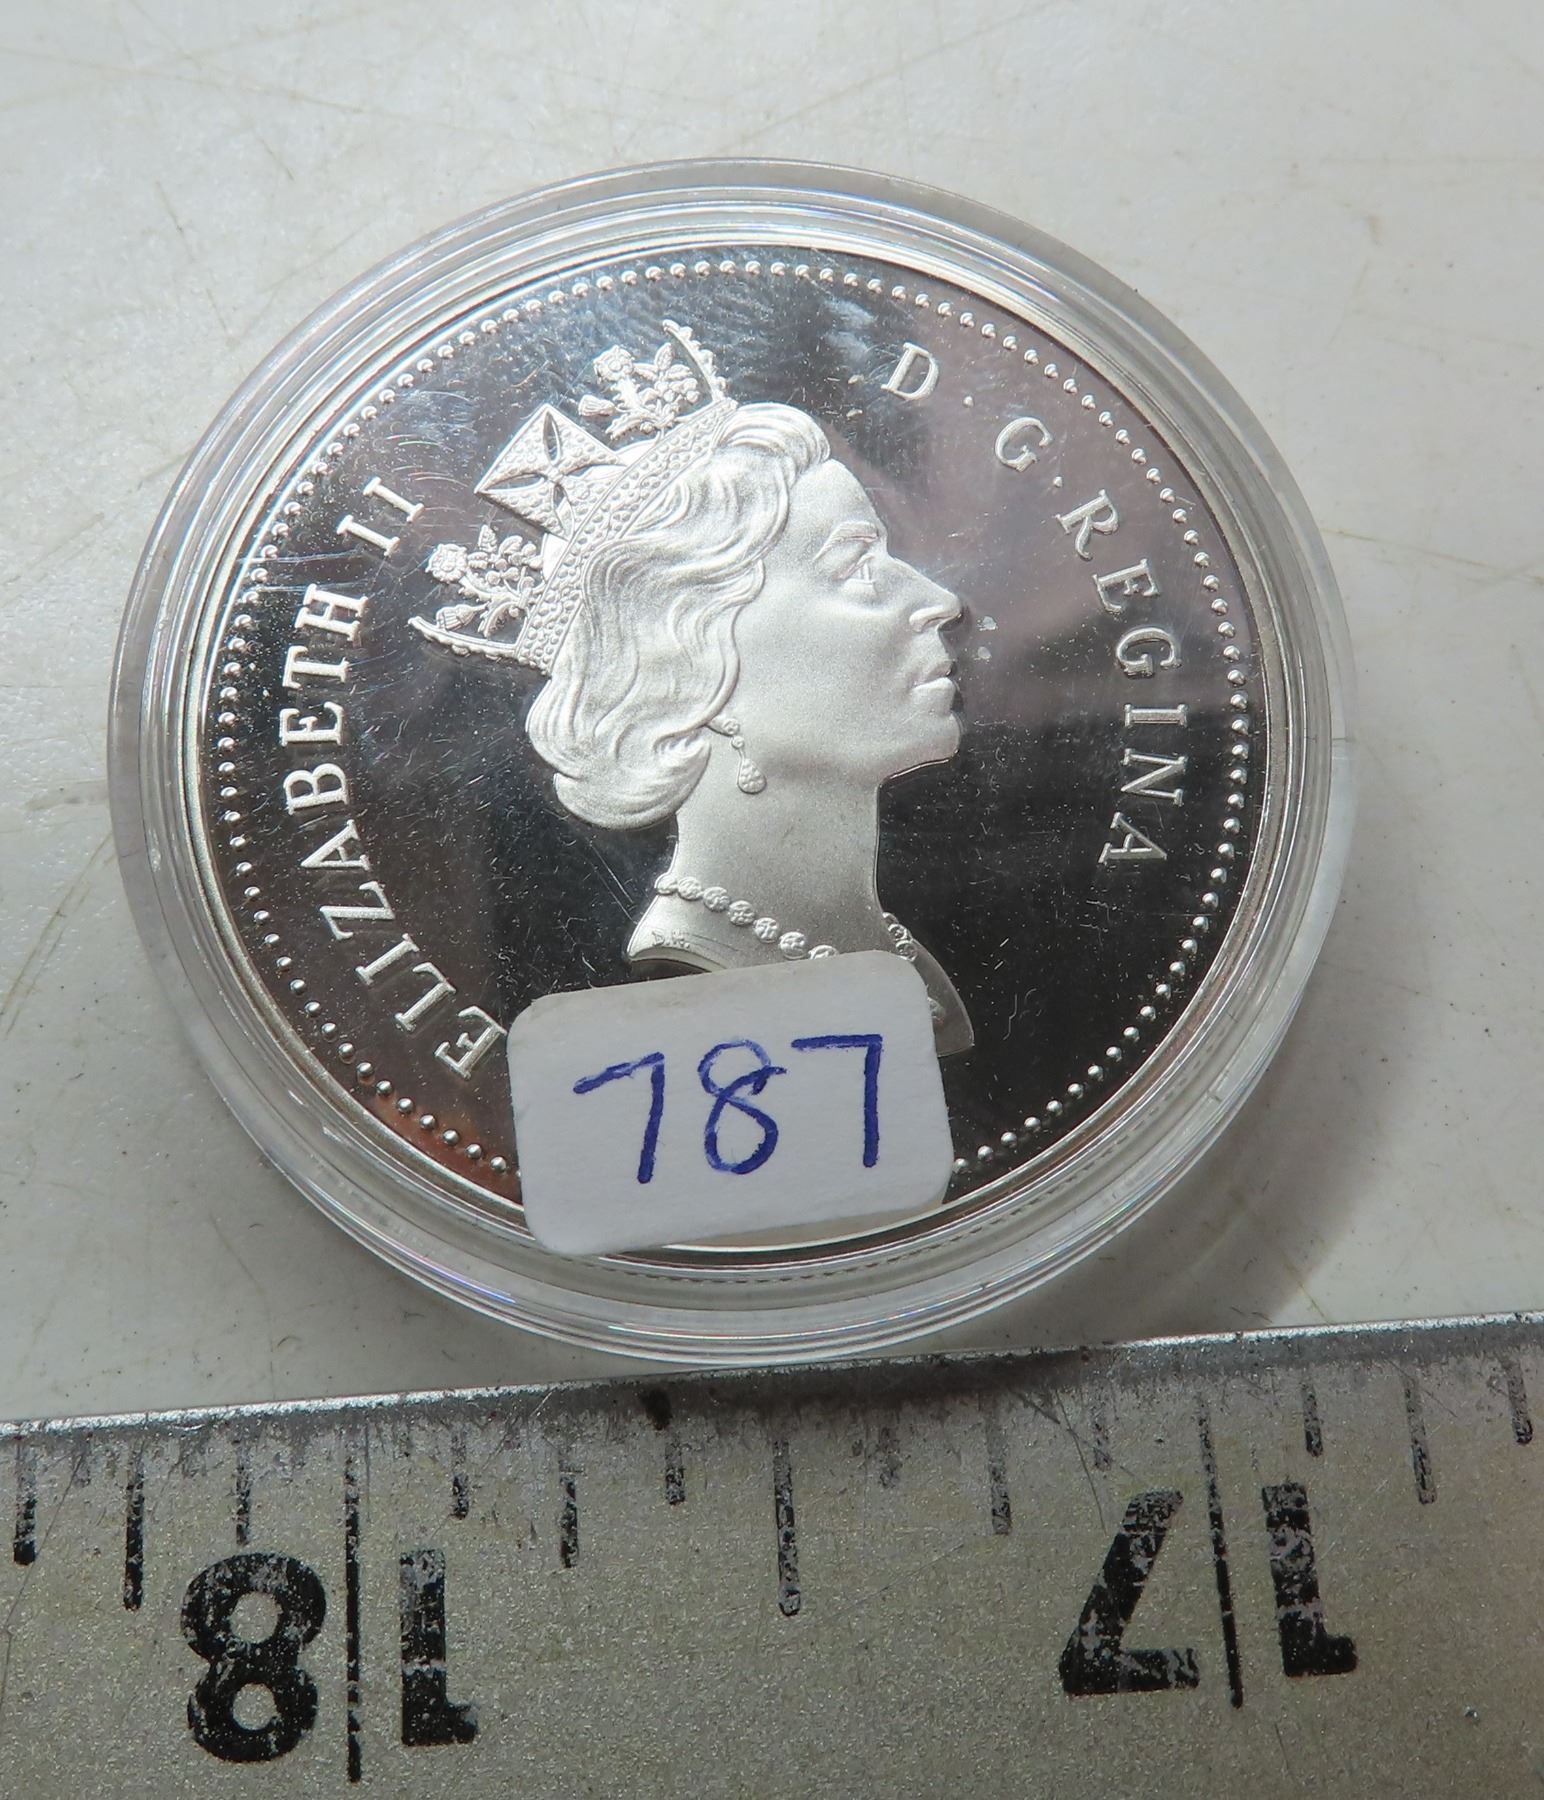 ELIZABETH II D. G. REGINA
D.H.
787
18 17